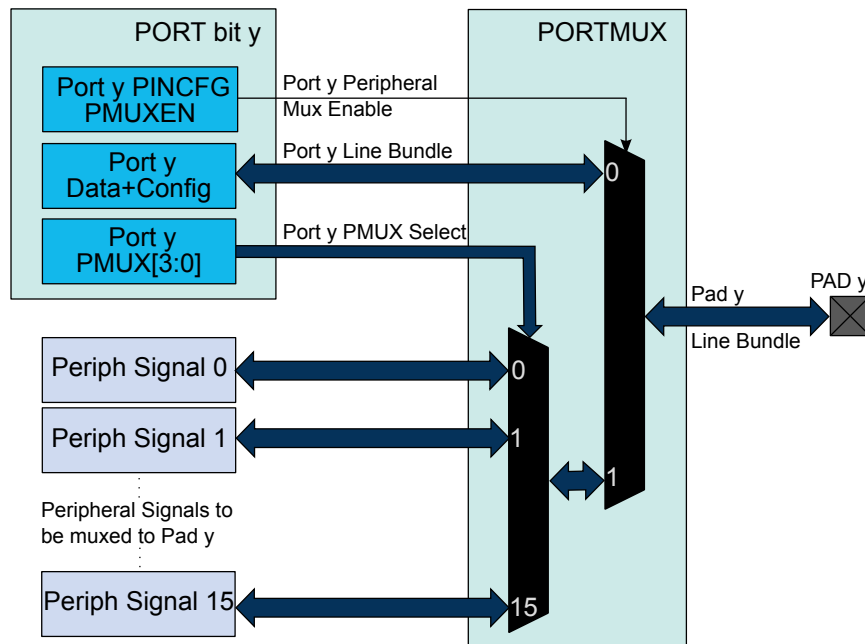 PORT bit y
PORTMUX
Port y PINCFG
PMUXEN
Port y Peripheral
Mux Enable
Port y
Data+Config
Port y Line Bundle
0
Port y
PMUX[3:0]
Port y PMUX Select
Pad y
Line Bundle
PAD y
Periph Signal 0
0
Periph Signal 1
1
1
Peripheral Signals to
be muxed to Pad y
Periph Signal 15
15